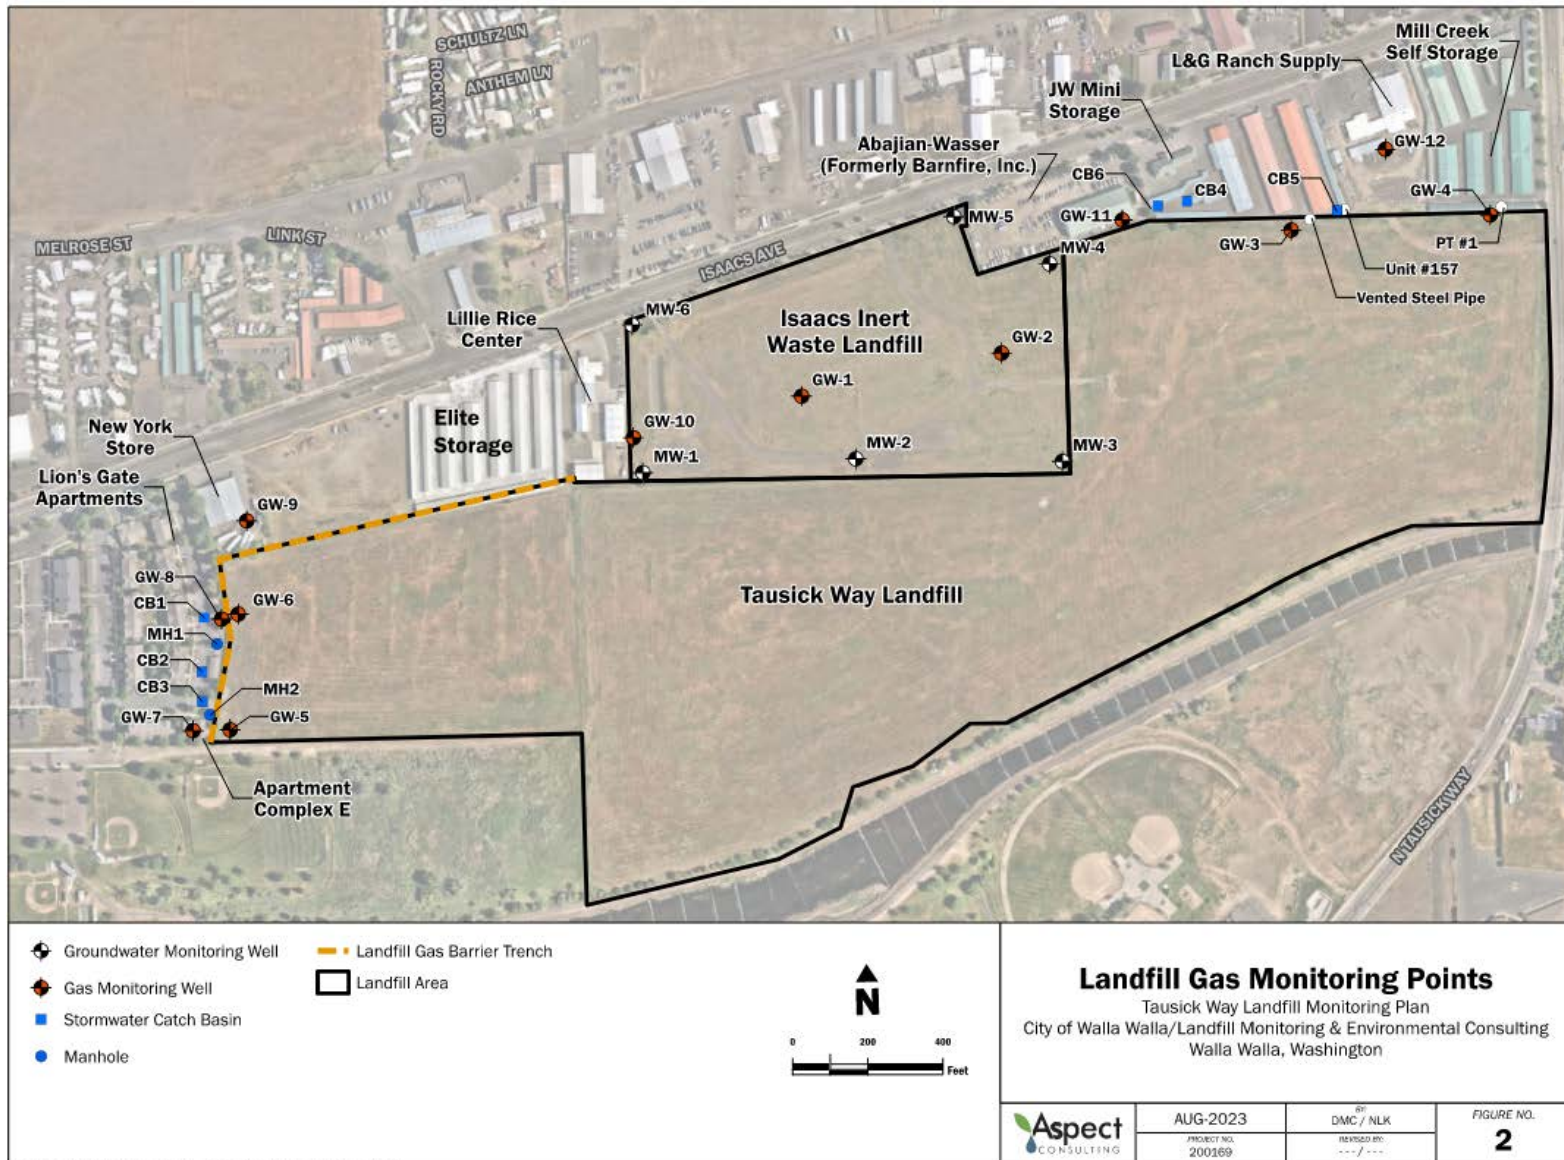 SCHULTZ LN
ROCKY RD
ANTHEM LN
Mill Creek
Self Storage
L&G Ranch Supply
JW Mini
Storage
Abajian-Wasser
(Formerly Barnfire, Inc.)
GW-12
CB6
CB4
CB5
GW-4
MW-5
GW-11
GW-3
PT #1
MELROSE ST
LINK ST
MW-4
ISAACS AVE
Unit #157
Vented Steel Pipe
MW-6
Lillie Rice
Center
Isaacs Inert
Waste Landfill
GW-2
GW-1
Elite
Storage
GW-10
New York
Store
MW-1
MW-2
MW-3
Lion's Gate
Apartments
GW-9
GW-8
GW-6
CB1
MH1
CB2
CB3
MH2
GW-7
GW-5
Tausick Way Landfill
Apartment
Complex E
N TAUSICK WAY
Groundwater Monitoring Well
Gas Monitoring Well
Stormwater Catch Basin
Manhole
Landfill Gas Barrier Trench
Landfill Area
N
0 200 400
Feet
Landfill Gas Monitoring Points
Tausick Way Landfill Monitoring Plan
City of Walla Walla/Landfill Monitoring & Environmental Consulting
Walla Walla, Washington
Aspect
CONSULTING
AUG-2023
PROJECT NO.
200169
BY:
DMC / NLK
REVISED BY:
- - - / - - -
FIGURE NO.
2